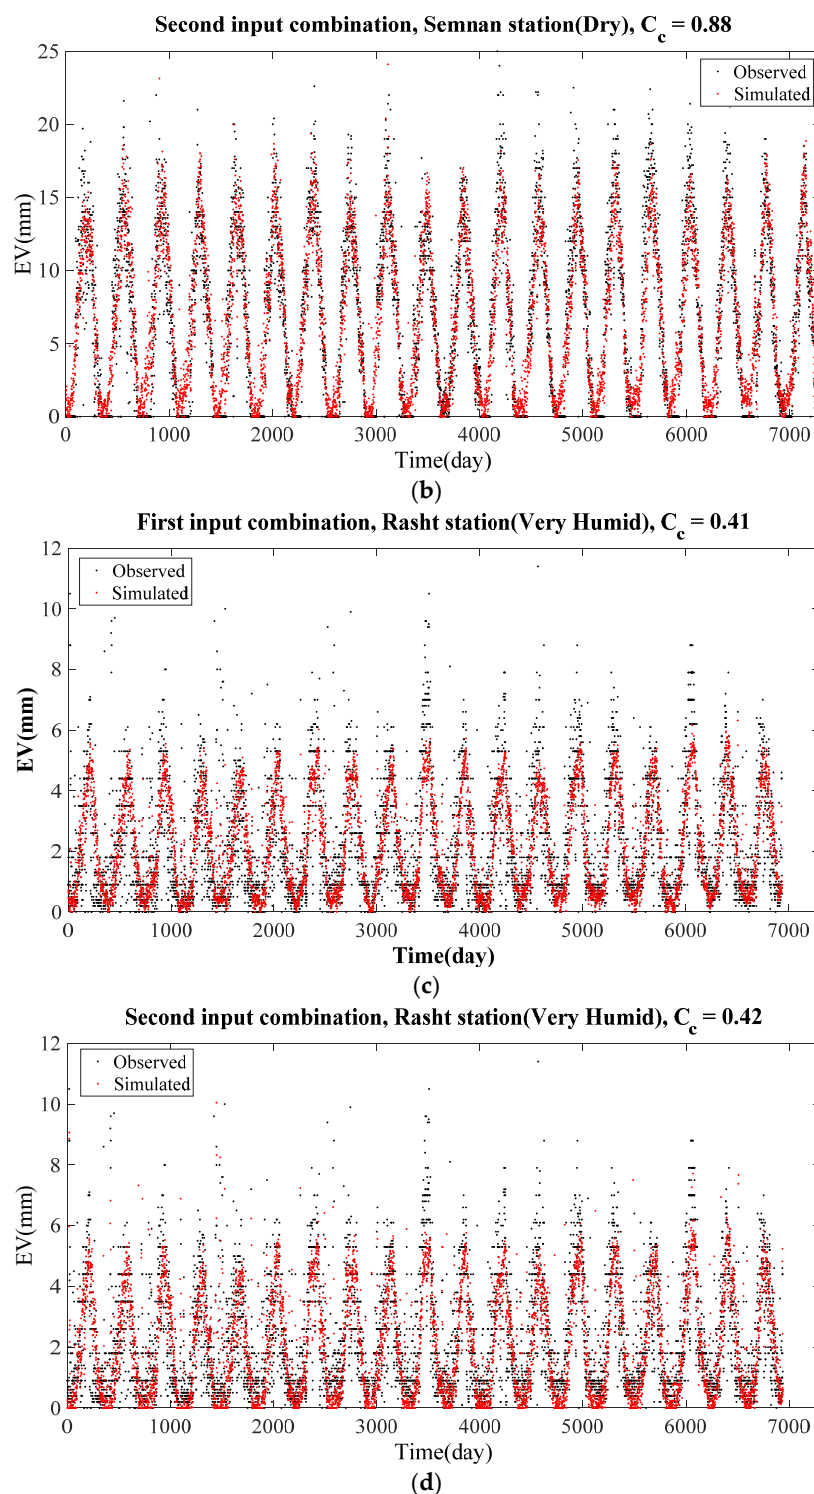 Second input combination, Semnan station(Dry), Cc = 0.88
25
20
15
10
5
0
EV(mm)
Observed
Simulated
0 1000 2000 3000 4000 5000 6000 7000
Time(day)
(b)
First input combination, Rasht station(Very Humid), Cc = 0.41
12
10
8
6
4
2
0
EV(mm)
Observed
Simulated
0 1000 2000 3000 4000 5000 6000 7000
Time(day)
(c)
Second input combination, Rasht station(Very Humid), Cc = 0.42
12
10
8
6
4
2
0
EV(mm)
Observed
Simulated
0 1000 2000 3000 4000 5000 6000 7000
Time(day)
(d)